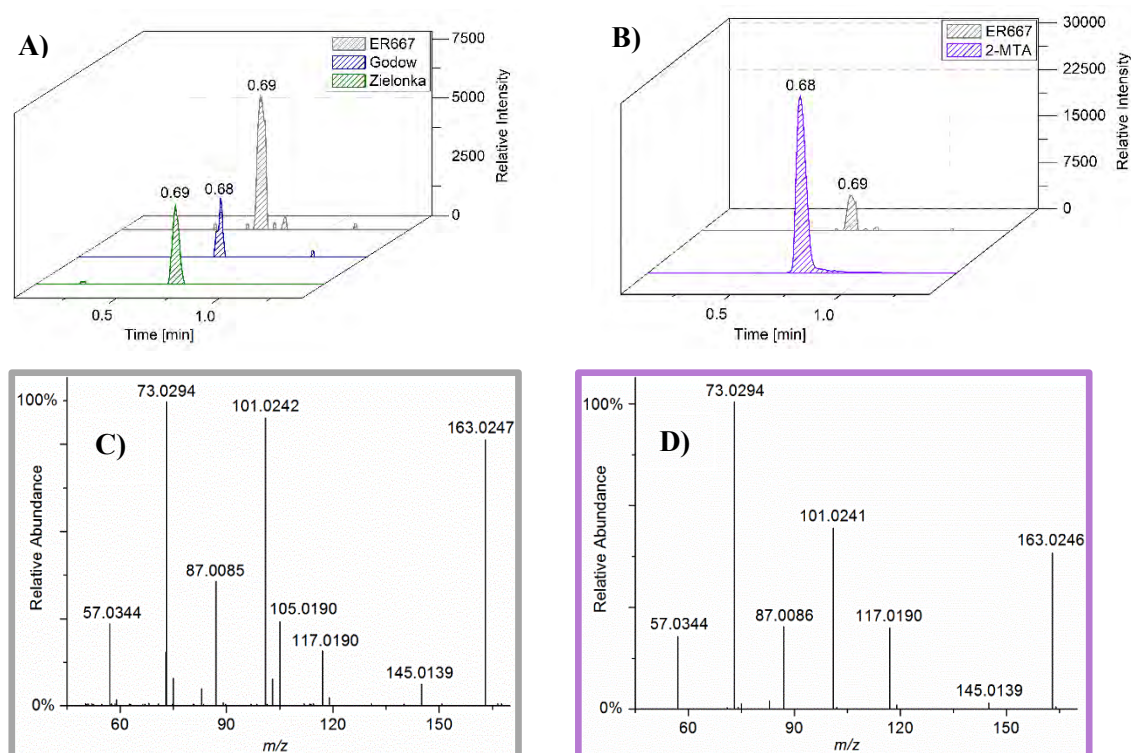 A)
ER667
Godow
Zielonka
7500
5000
2500
0
Relative Intensity
0.69
0.69
0.68
0.5
1.0
Time [min]
B)
ER667
2-MTA
30000
22500
15000
7500
0
Relative Intensity
0.68
0.69
0.5
1.0
Time [min]
C)
100%
0%
Relative Abundance
73.0294
101.0242
163.0247
87.0085
57.0344
105.0190
117.0190
145.0139
60
90
120
150
m/z
D)
100%
0%
Relative Abundance
73.0294
101.0241
163.0246
57.0344
87.0086
117.0190
145.0139
60
90
120
150
m/z